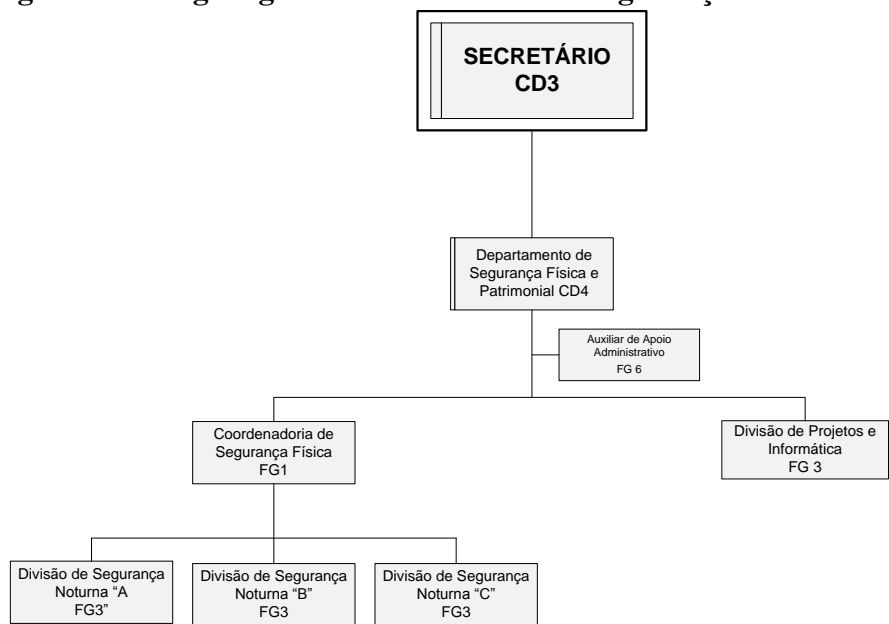 SECRETÁRIO
CD3
Departamento de
Segurança Física e
Patrimonial CD4
Auxiliar de Apoio
Administrativo
FG 6
Coordenadoria de
Segurança Física
FG1
Divisão de Projetos e
Informática
FG 3
Divisão de Segurança
Noturna “A
FG3”
Divisão de Segurança
Noturna “B”
FG3
Divisão de Segurança
Noturna “C”
FG3